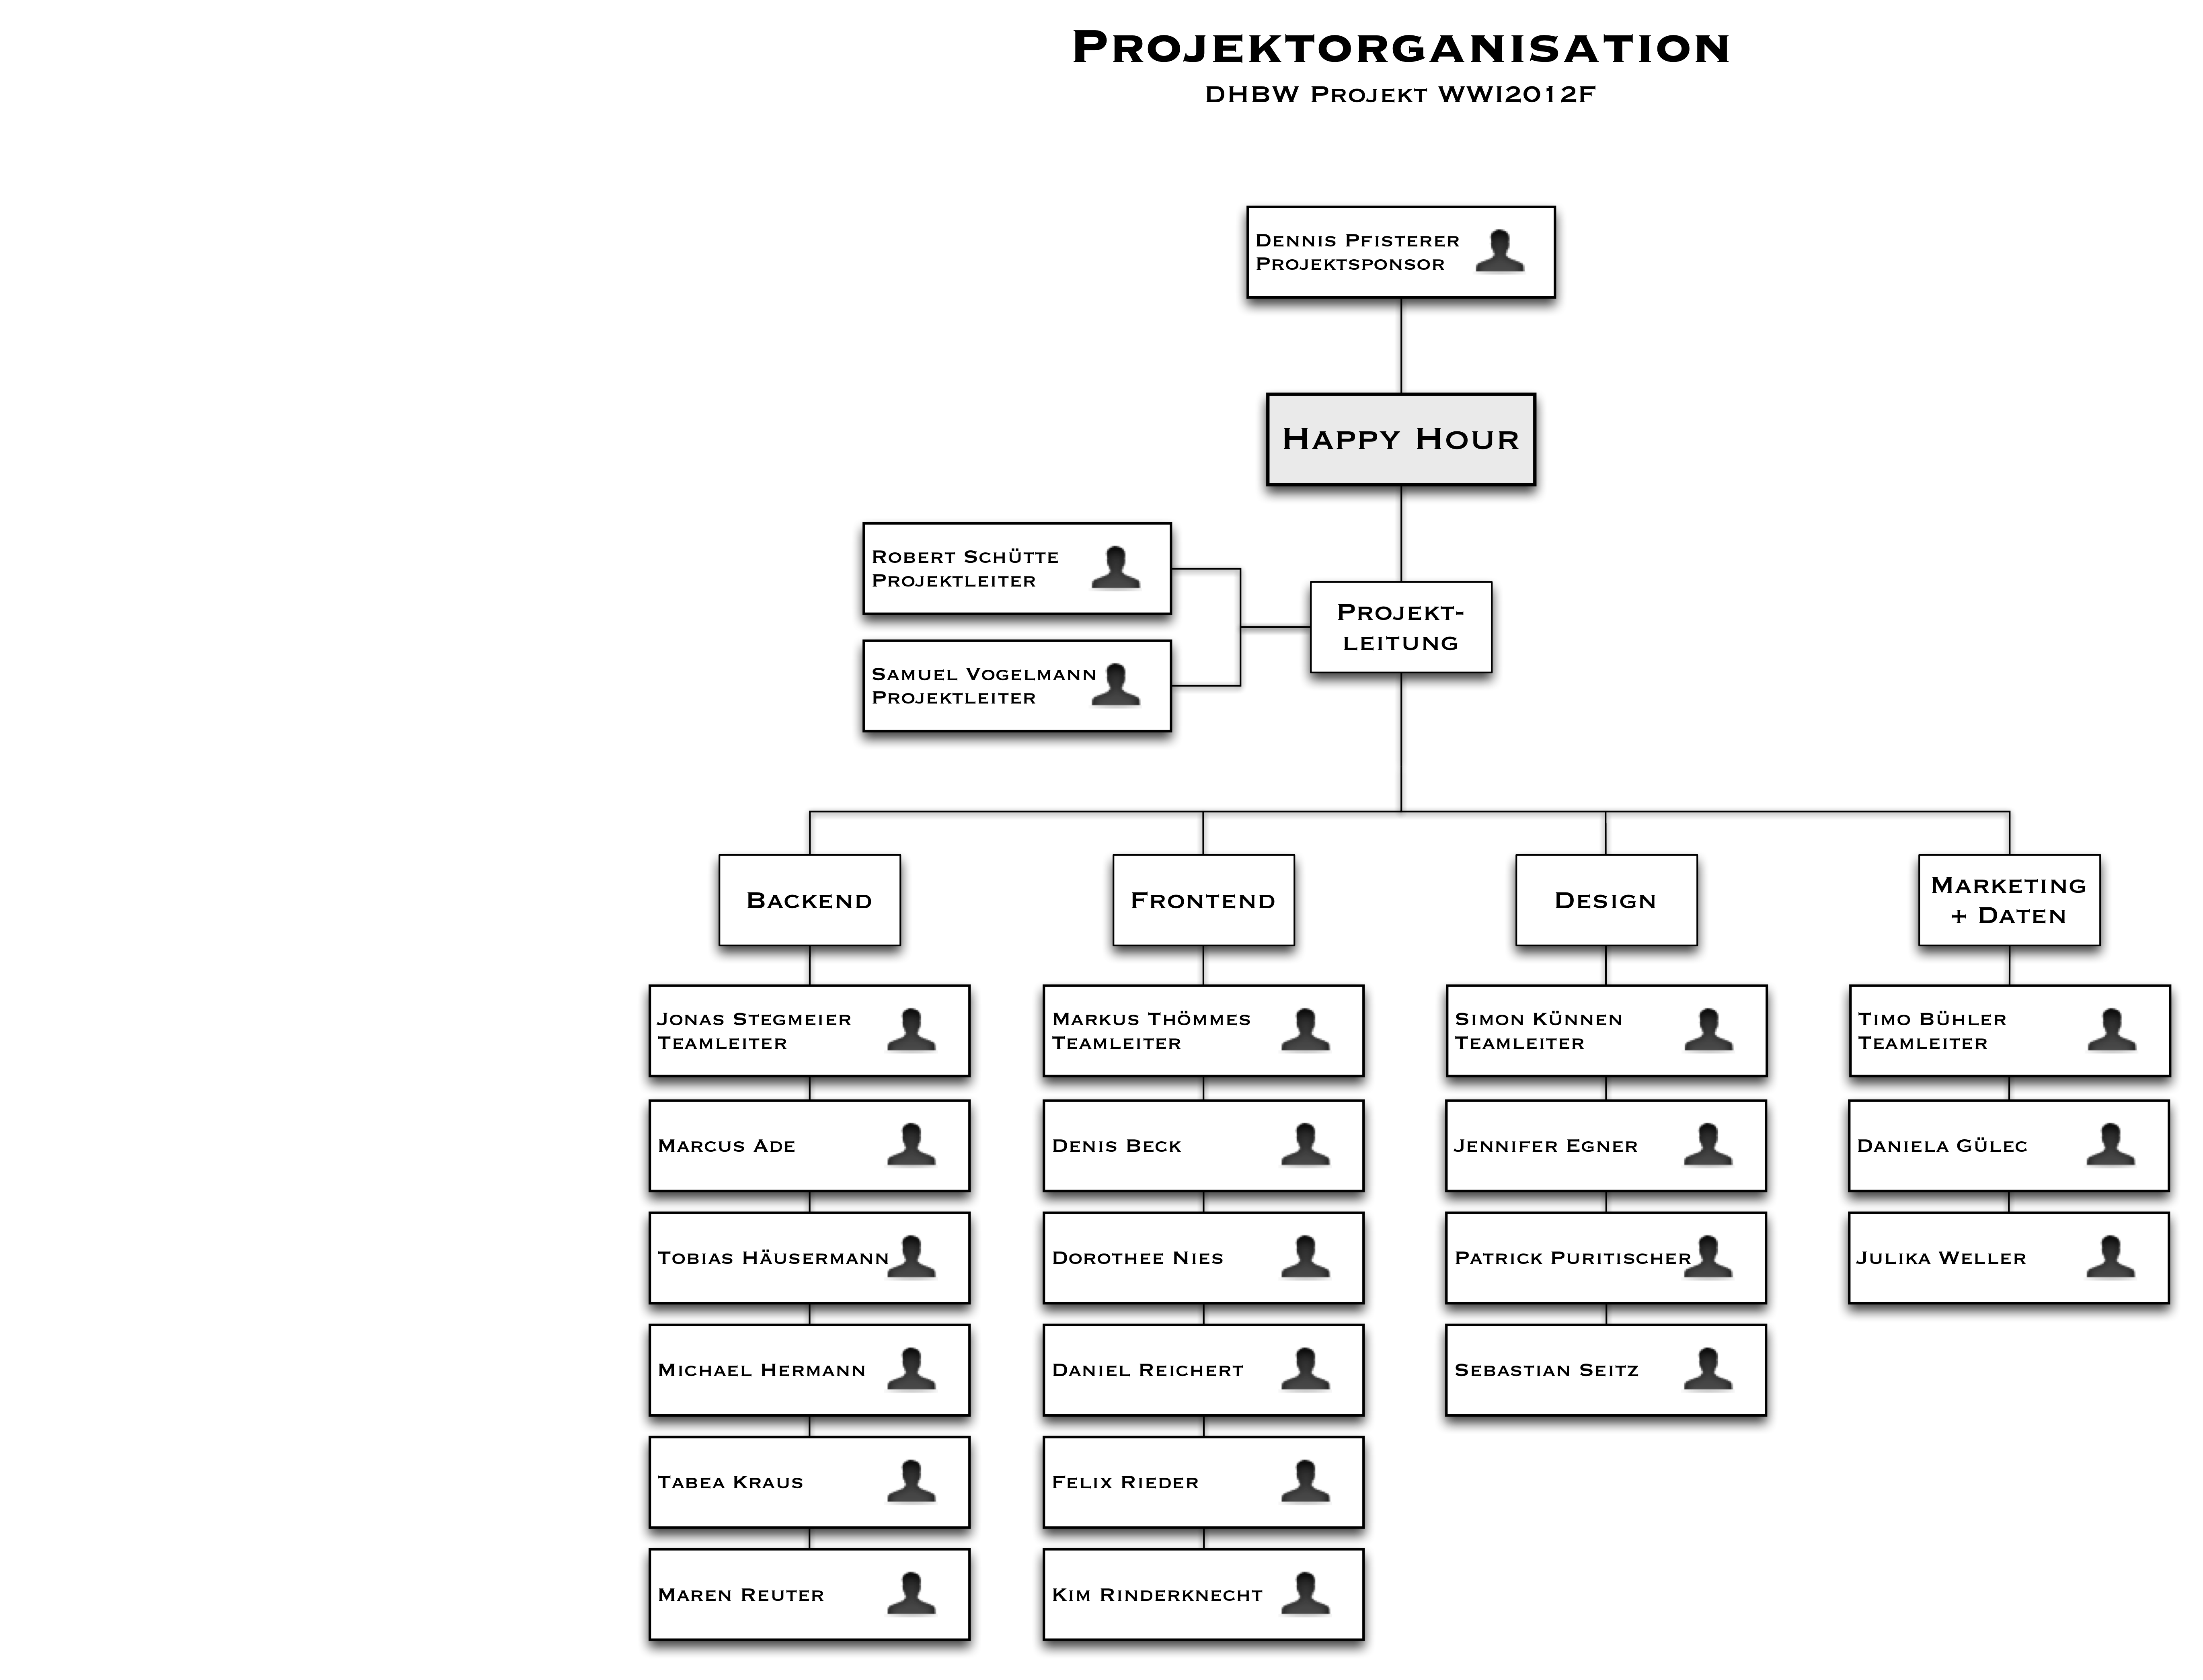 Projektorganisation
DHBW Projekt WWI2012F
Dennis Pfisterer
Projektsponsor
Happy Hour
Robert Schütte
Projektleiter
Samuel Vogelmann
Projektleiter
Projekt-
leitung
Backend
Jonas Stegmeier
Teamleiter
Marcus Ade
Tobias Häusermann
Michael Hermann
Tabea Kraus
Maren Reuter
Frontend
Markus Thömmes
Teamleiter
Denis Beck
Dorothee Nies
Daniel Reichert
Felix Rieder
Kim Rinderknecht
Design
Simon Künnen
Teamleiter
Jennifer Egner
Patrick Puritischer
Sebastian Seitz
Marketing
+ Daten
Timo Bühler
Teamleiter
Daniela Gülec
Julika Weller